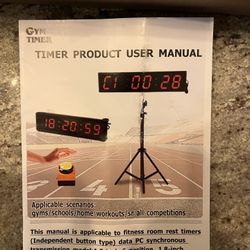 GYM
TIMER
TIMER PRODUCT USER MANUAL
C1 00 28
18:20:59
Applicable scenarios:
gyms/schools/home workouts/sr all competitions
This manual is applicable to fitness room rest timers
(Independent button type) data PC synchronous